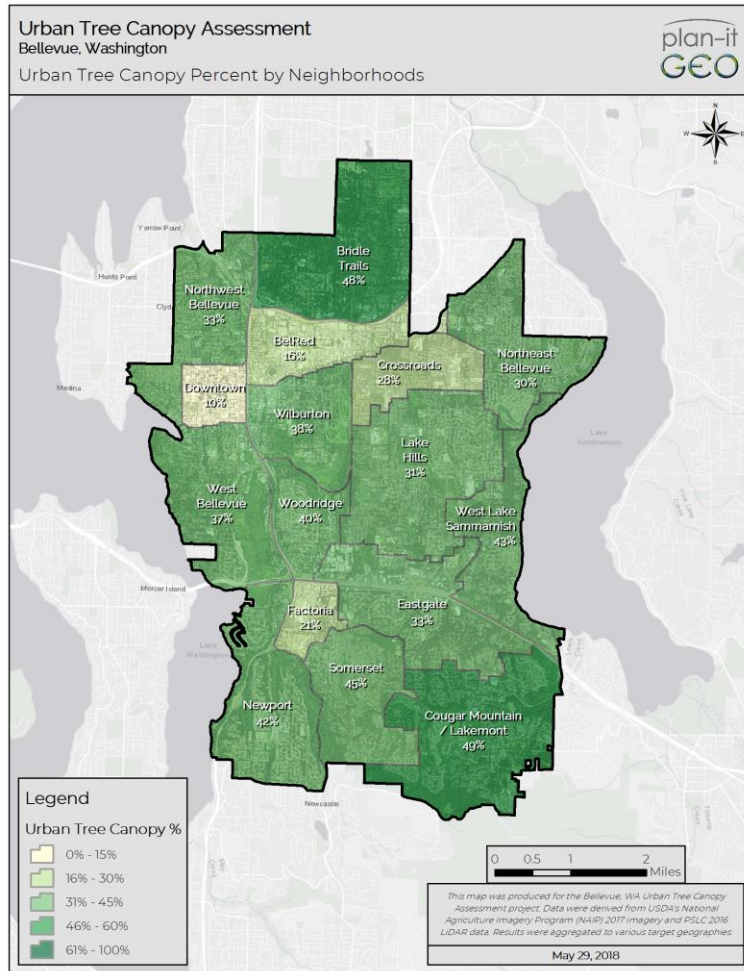 Urban Tree Canopy Assessment
Bellevue, Washington
Urban Tree Canopy Percent by Neighborhoods
plan-it
GEO
N
W
E
S
Yarrow Point
Hunts Point
Clyd
Medina
Bridle
Trails
48%
Northwest
Bellevue
33%
BelRed
16%
Crossroads
28%
Northeast
Bellevue
30%
Downtown
10%
Wilburton
38%
Lake
Hills
31%
Lake
Sammamish
West
Bellevue
37%
Woodridge
40%
West Lake
Sammamish
43%
Mercer Island
Lake
Washington
Factoria
21%
Eastgate
33%
Somerset
45%
Newport
42%
Cougar Mountain
/ Lakemont
49%
Newcastle
Legend
Urban Tree Canopy %
0% - 15%
16% - 30%
31% - 45%
46% - 60%
61% - 100%
0 0.5 1 2
Miles
This map was produced for the Bellevue, WA Urban Tree Canopy
Assessment project. Data were derived from USDA's National
Agriculture Imagery Program (NAIP) 2017 imagery and PSLC 2016
LiDAR data. Results were aggregated to various target geographies
May 29, 2018